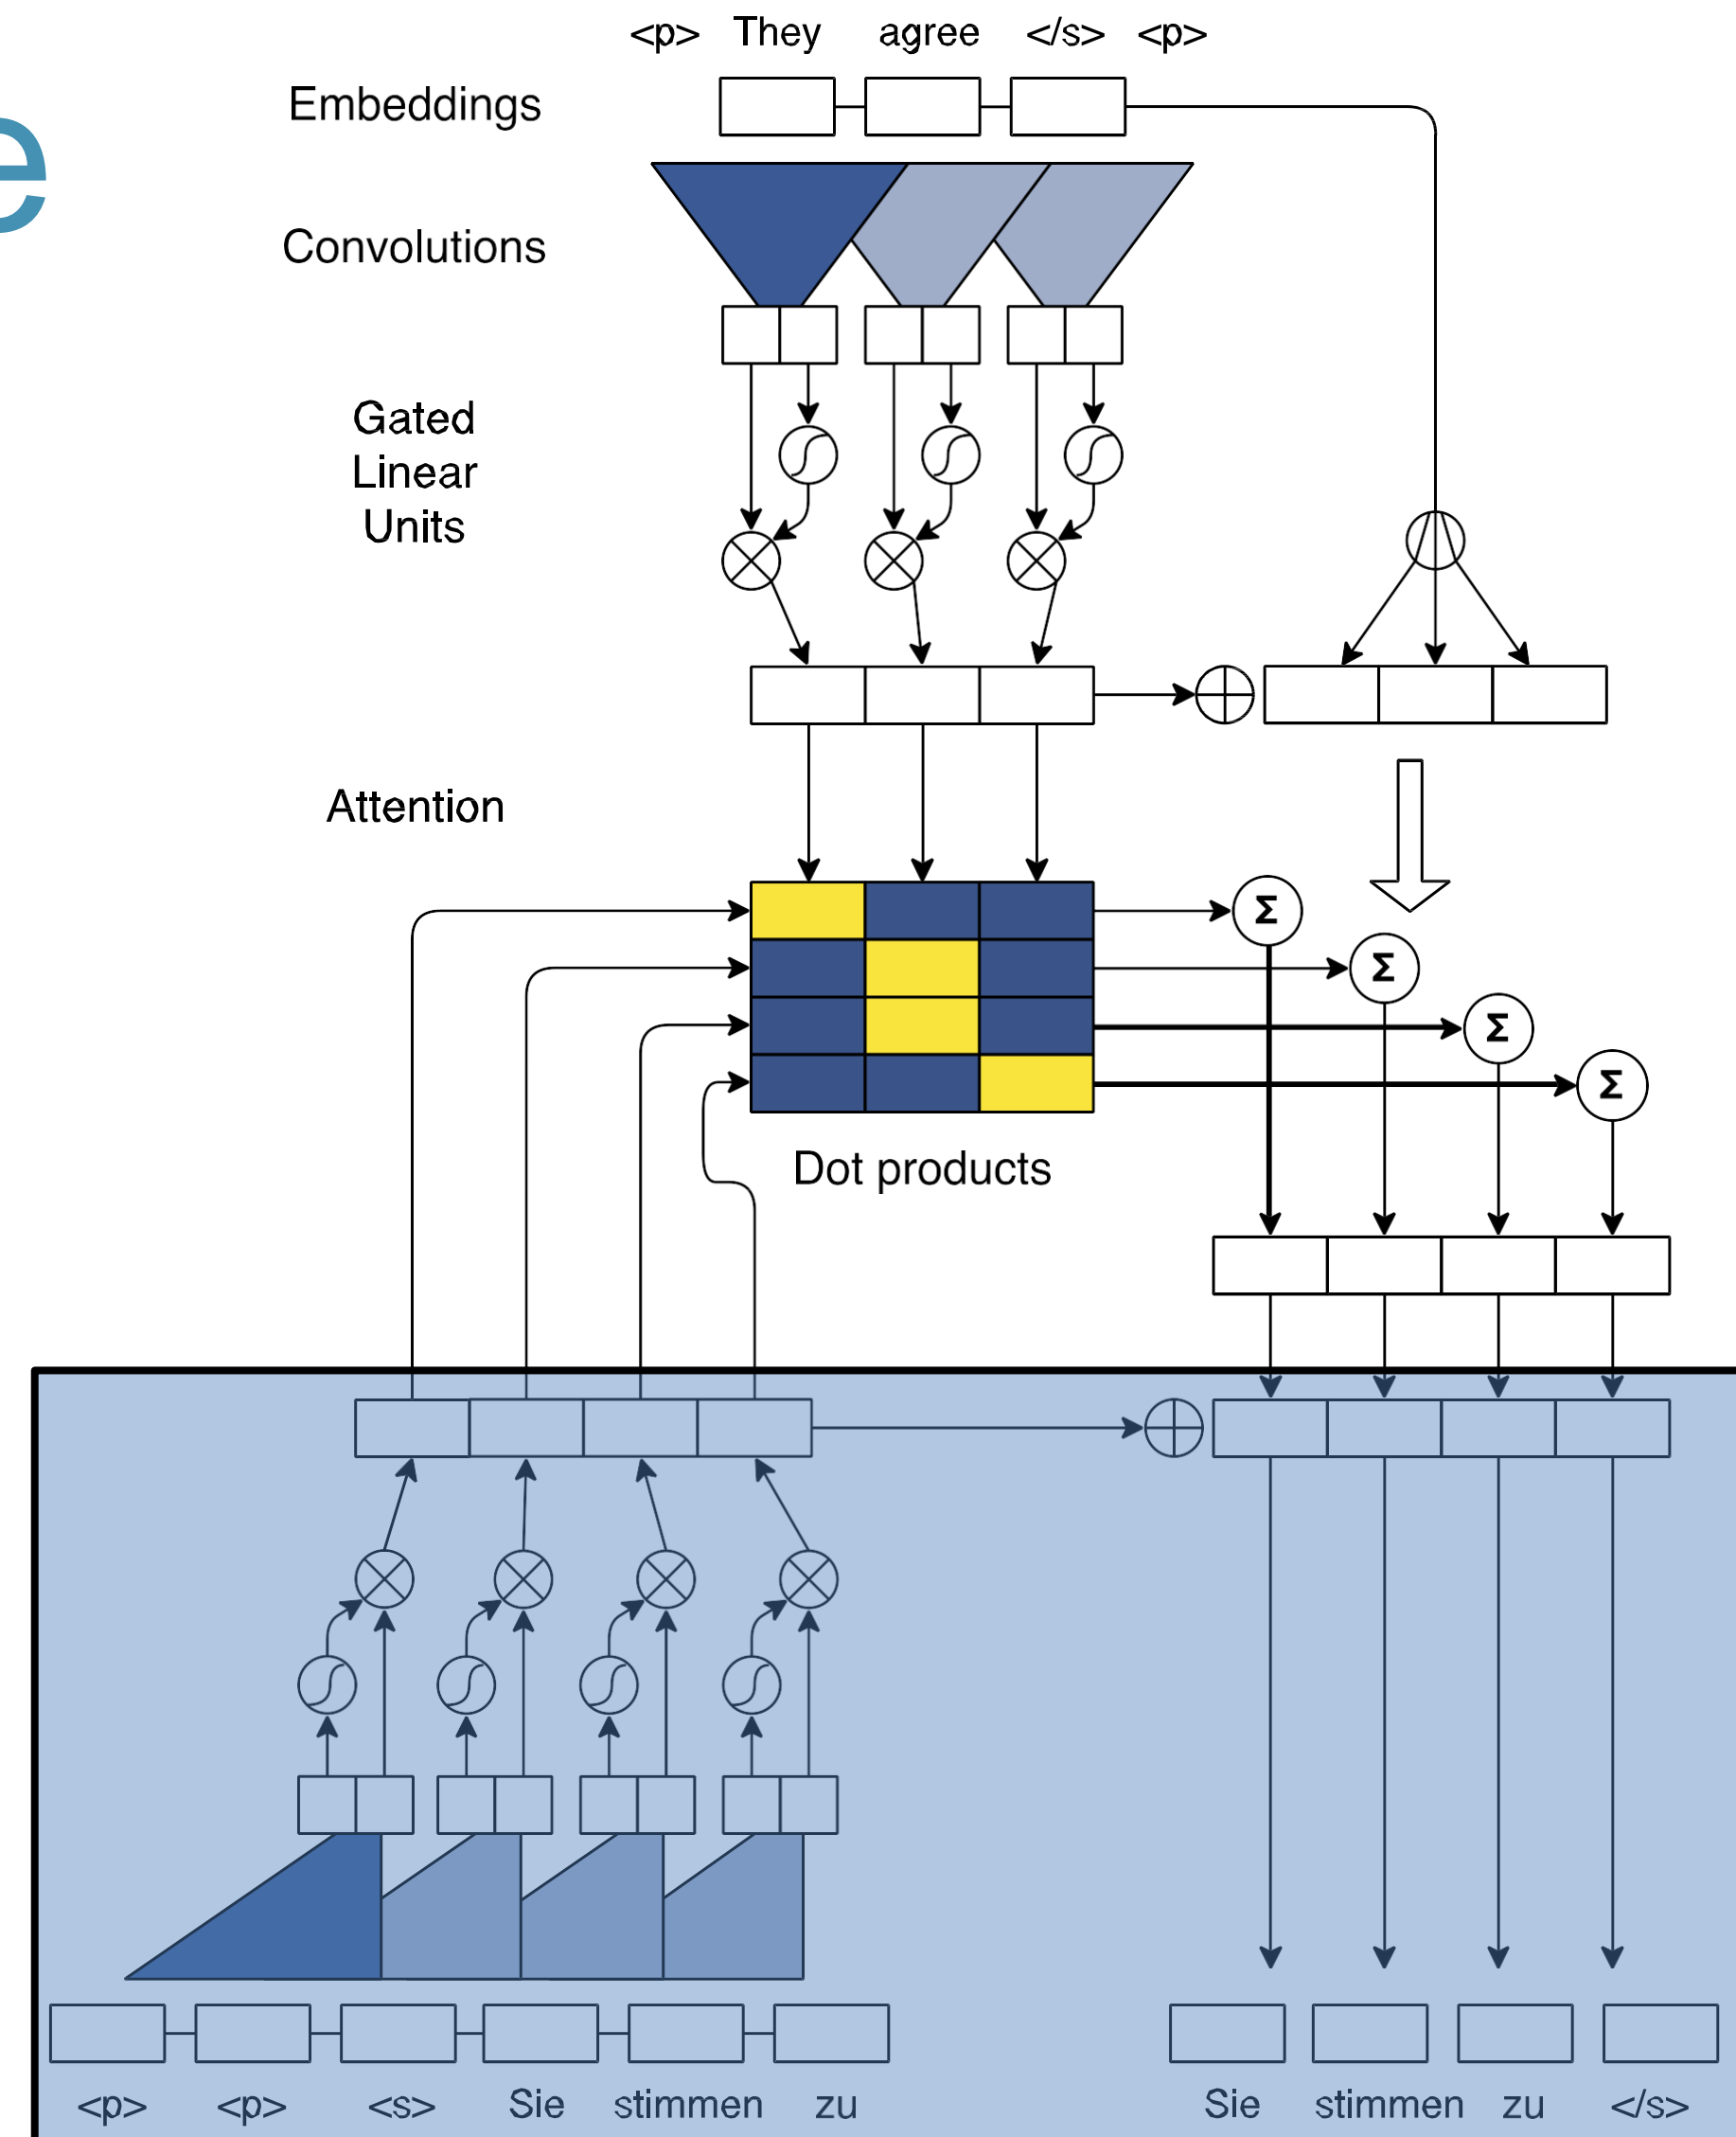 <p> They agree </s> <p>
Embeddings
e
Convolutions
Gated
Linear
Units
Attention
Σ
Σ
Σ
Σ
Dot products
<p> <p> <s> Sie stimmen zu Sie stimmen zu </s>